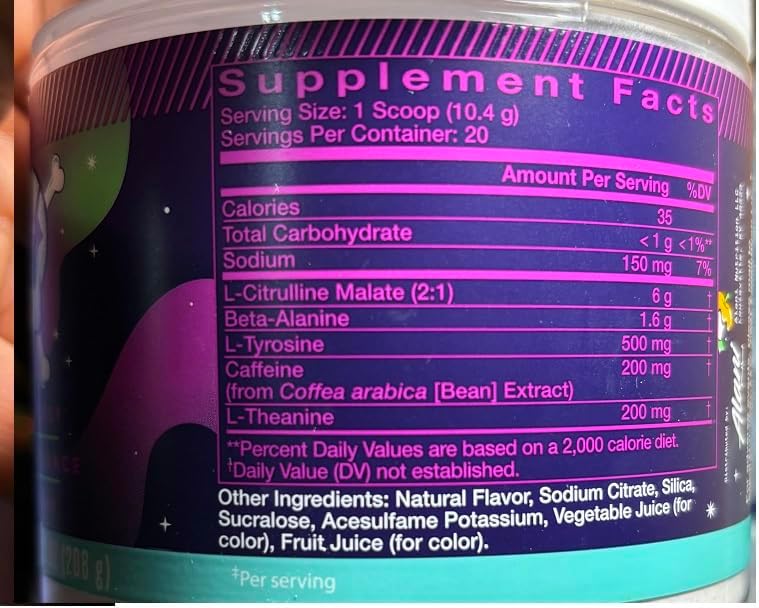 Supplement Facts
Serving Size: 1 Scoop (10.4 g)
Servings Per Container: 20
Amount Per Serving %DV
Calories 35
Total Carbohydrate <1 g <1%**
Sodium 150 mg 7%
L-Citrulline Malate (2:1) 6 g †
Beta-Alanine 1.6 g †
L-Tyrosine 500 mg †
Caffeine 200 mg †
(from Coffea arabica [Bean] Extract)
L-Theanine 200 mg †
**Percent Daily Values are based on a 2,000 calorie diet.
†Daily Value (DV) not established.
Other Ingredients: Natural Flavor, Sodium Citrate, Silica,
Sucralose, Acesulfame Potassium, Vegetable Juice (for
color), Fruit Juice (for color).
(208 g)
‡Per serving